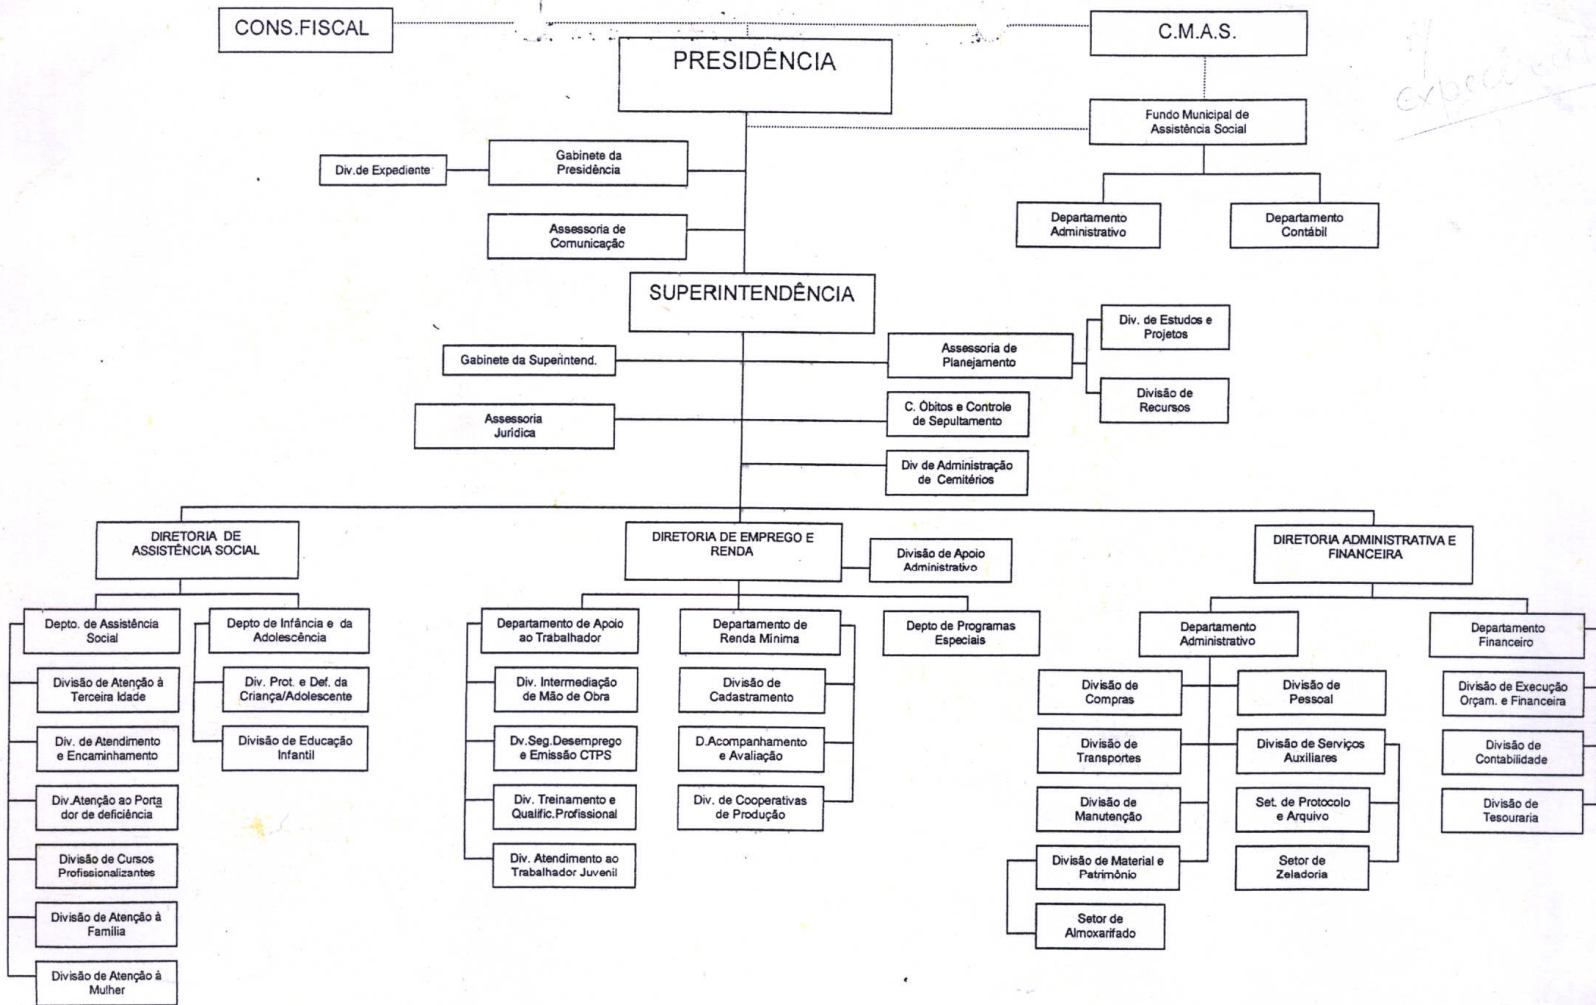 CONS.FISCAL
C.M.A.S.
PRESIDÊNCIA
Fundo Municipal de
Assistência Social
Gabinete da
Presidência
Div.de Expediente
Departamento
Administrativo
Departamento
Contábil
Assessoria de
Comunicação
SUPERINTENDÊNCIA
Div. de Estudos e
Projetos
Gabinete da Superintend.
Assessoria de
Planejamento
Divisão de
Recursos
Assessoria
Jurídica
C. Óbitos e Controle
de Sepultamento
Div de Administração
de Cemitérios
DIRETORIA DE
ASSISTÊNCIA SOCIAL
DIRETORIA DE EMPREGO E
RENDA
Divisão de Apoio
Administrativo
DIRETORIA ADMINISTRATIVA E
FINANCEIRA
Depto. de Assistência
Social
Depto de Infância e da
Adolescência
Divisão de Atenção à
Terceira Idade
Div. Prot. e Def. da
Criança/Adolescente
Div. de Atendimento
e Encaminhamento
Divisão de Educação
Infantil
Div.Atenção ao Porta
dor de deficiência
Divisão de Cursos
Profissionalizantes
Divisão de Atenção à
Família
Divisão de Atenção à
Mulher
Departamento de Apoio
ao Trabalhador
Departamento de
Renda Mínima
Depto de Programas
Especiais
Div. Intermediação
de Mão de Obra
Divisão de
Cadastramento
Dv.Seg.Desemprego
e Emissão CTPS
D.Acompanhamento
e Avaliação
Div. Treinamento e
Qualific.Profissional
Div. de Cooperativas
de Produção
Div. Atendimento ao
Trabalhador Juvenil
Departamento
Administrativo
Departamento
Financeiro
Divisão de
Compras
Divisão de
Pessoal
Divisão de Execução
Orçam. e Financeira
Divisão de
Transportes
Divisão de Serviços
Auxiliares
Divisão de
Contabilidade
Divisão de
Manutenção
Set. de Protocolo
e Arquivo
Divisão de
Tesouraria
Divisão de Material e
Patrimônio
Setor de
Zeladoria
Setor de
Almoxarifado